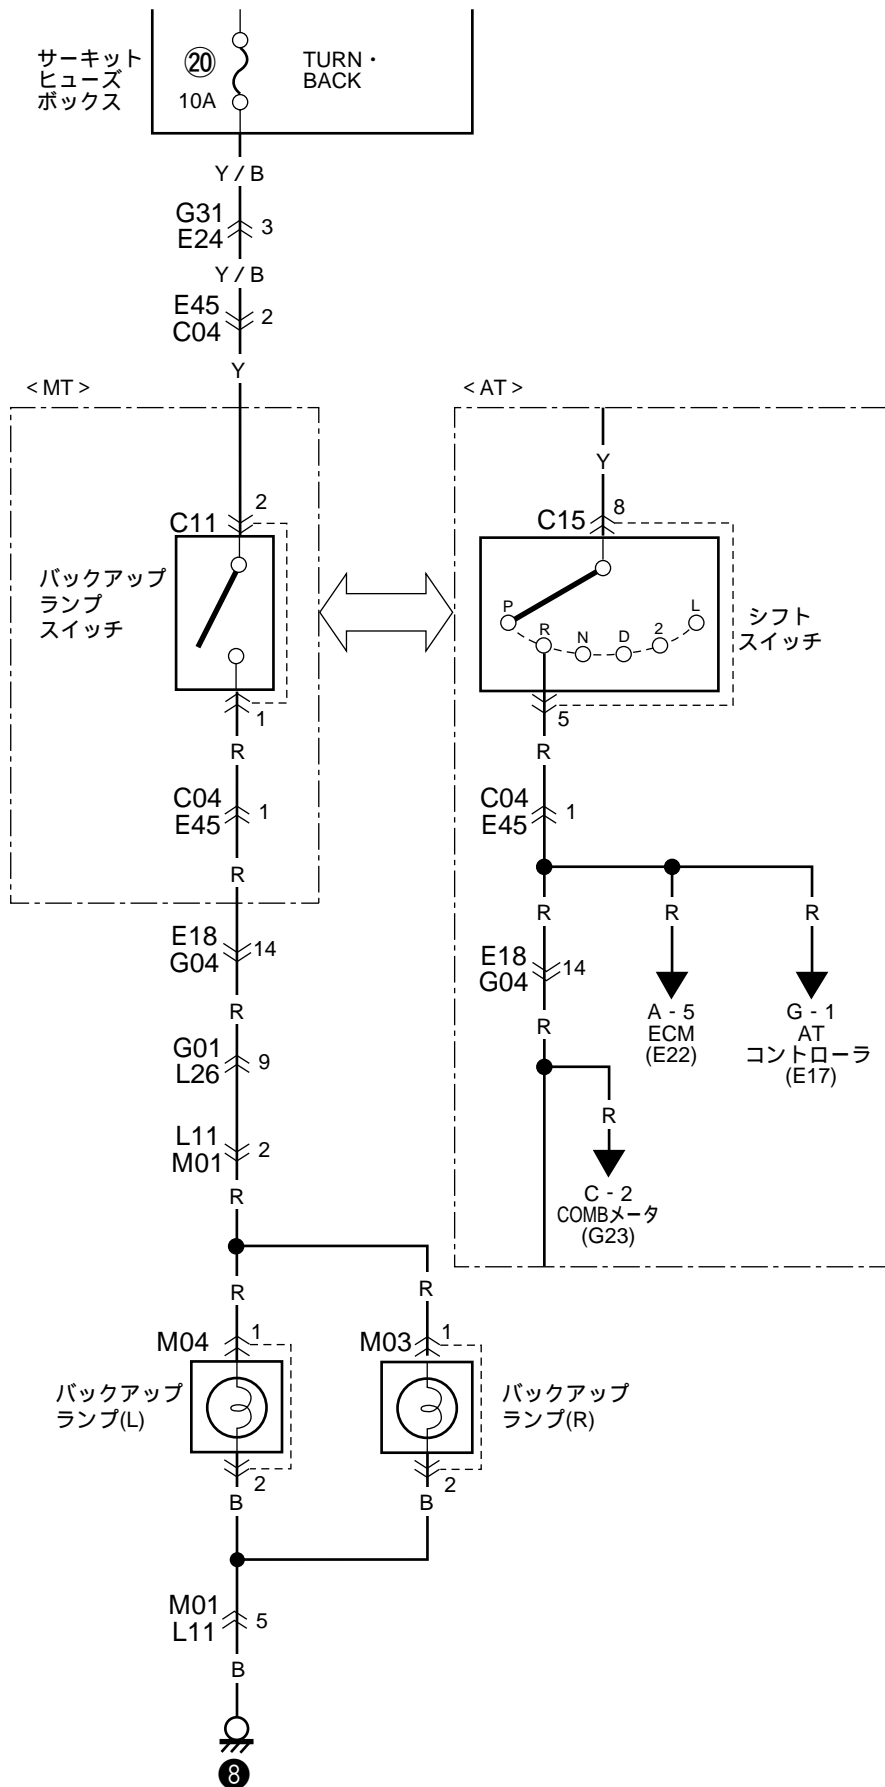 サーキット
ヒューズ
ボックス
⑳
10A
TURN・
BACK
Y / B
G31
E24
3
Y / B
E45
C04
2
Y
< MT >
2
C11
バックアップ
ランプ
スイッチ
1
R
C04
E45
1
R
< AT >
Y
8
C15
P
R
N
D
2
L
シフト
スイッチ
5
R
C04
E45
1
R
R
R
E18
G04
14
R
A - 5
ECM
(E22)
G - 1
AT
コントローラ
(E17)
R
C - 2
COMBメータ
(G23)
E18
G04
14
R
G01
L26
9
L11
M01
2
R
R
R
M04
1
M03
1
バックアップ
ランプ(L)
バックアップ
ランプ(R)
2
2
B
B
M01
L11
5
B
❽